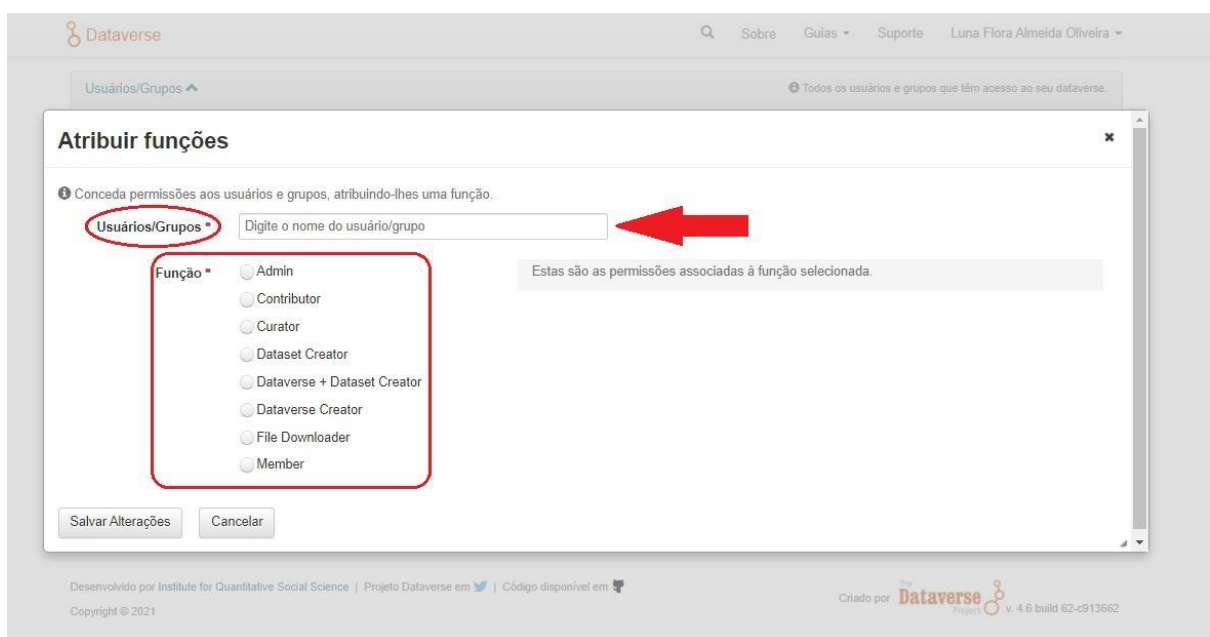 Dataverse
Sobre Guias Suporte Luna Flora Almeida Oliveira
Usuários/Grupos
Todos os usuários e grupos que têm acesso ao seu dataverse.
Atribuir funções
Conceda permissões aos usuários e grupos, atribuindo-lhes uma função.
Usuários/Grupos * Digite o nome do usuário/grupo
Função * Admin
Estas são as permissões associadas à função selecionada.
Contributor
Curator
Dataset Creator
Dataverse + Dataset Creator
Dataverse Creator
File Downloader
Member
Salvar Alterações Cancelar
Desenvolvido por Institute for Quantitative Social Science | Projeto Dataverse em | Código disponível em
Copyright © 2021
Criado por The Dataverse Project v. 4.6 build 62-c913662